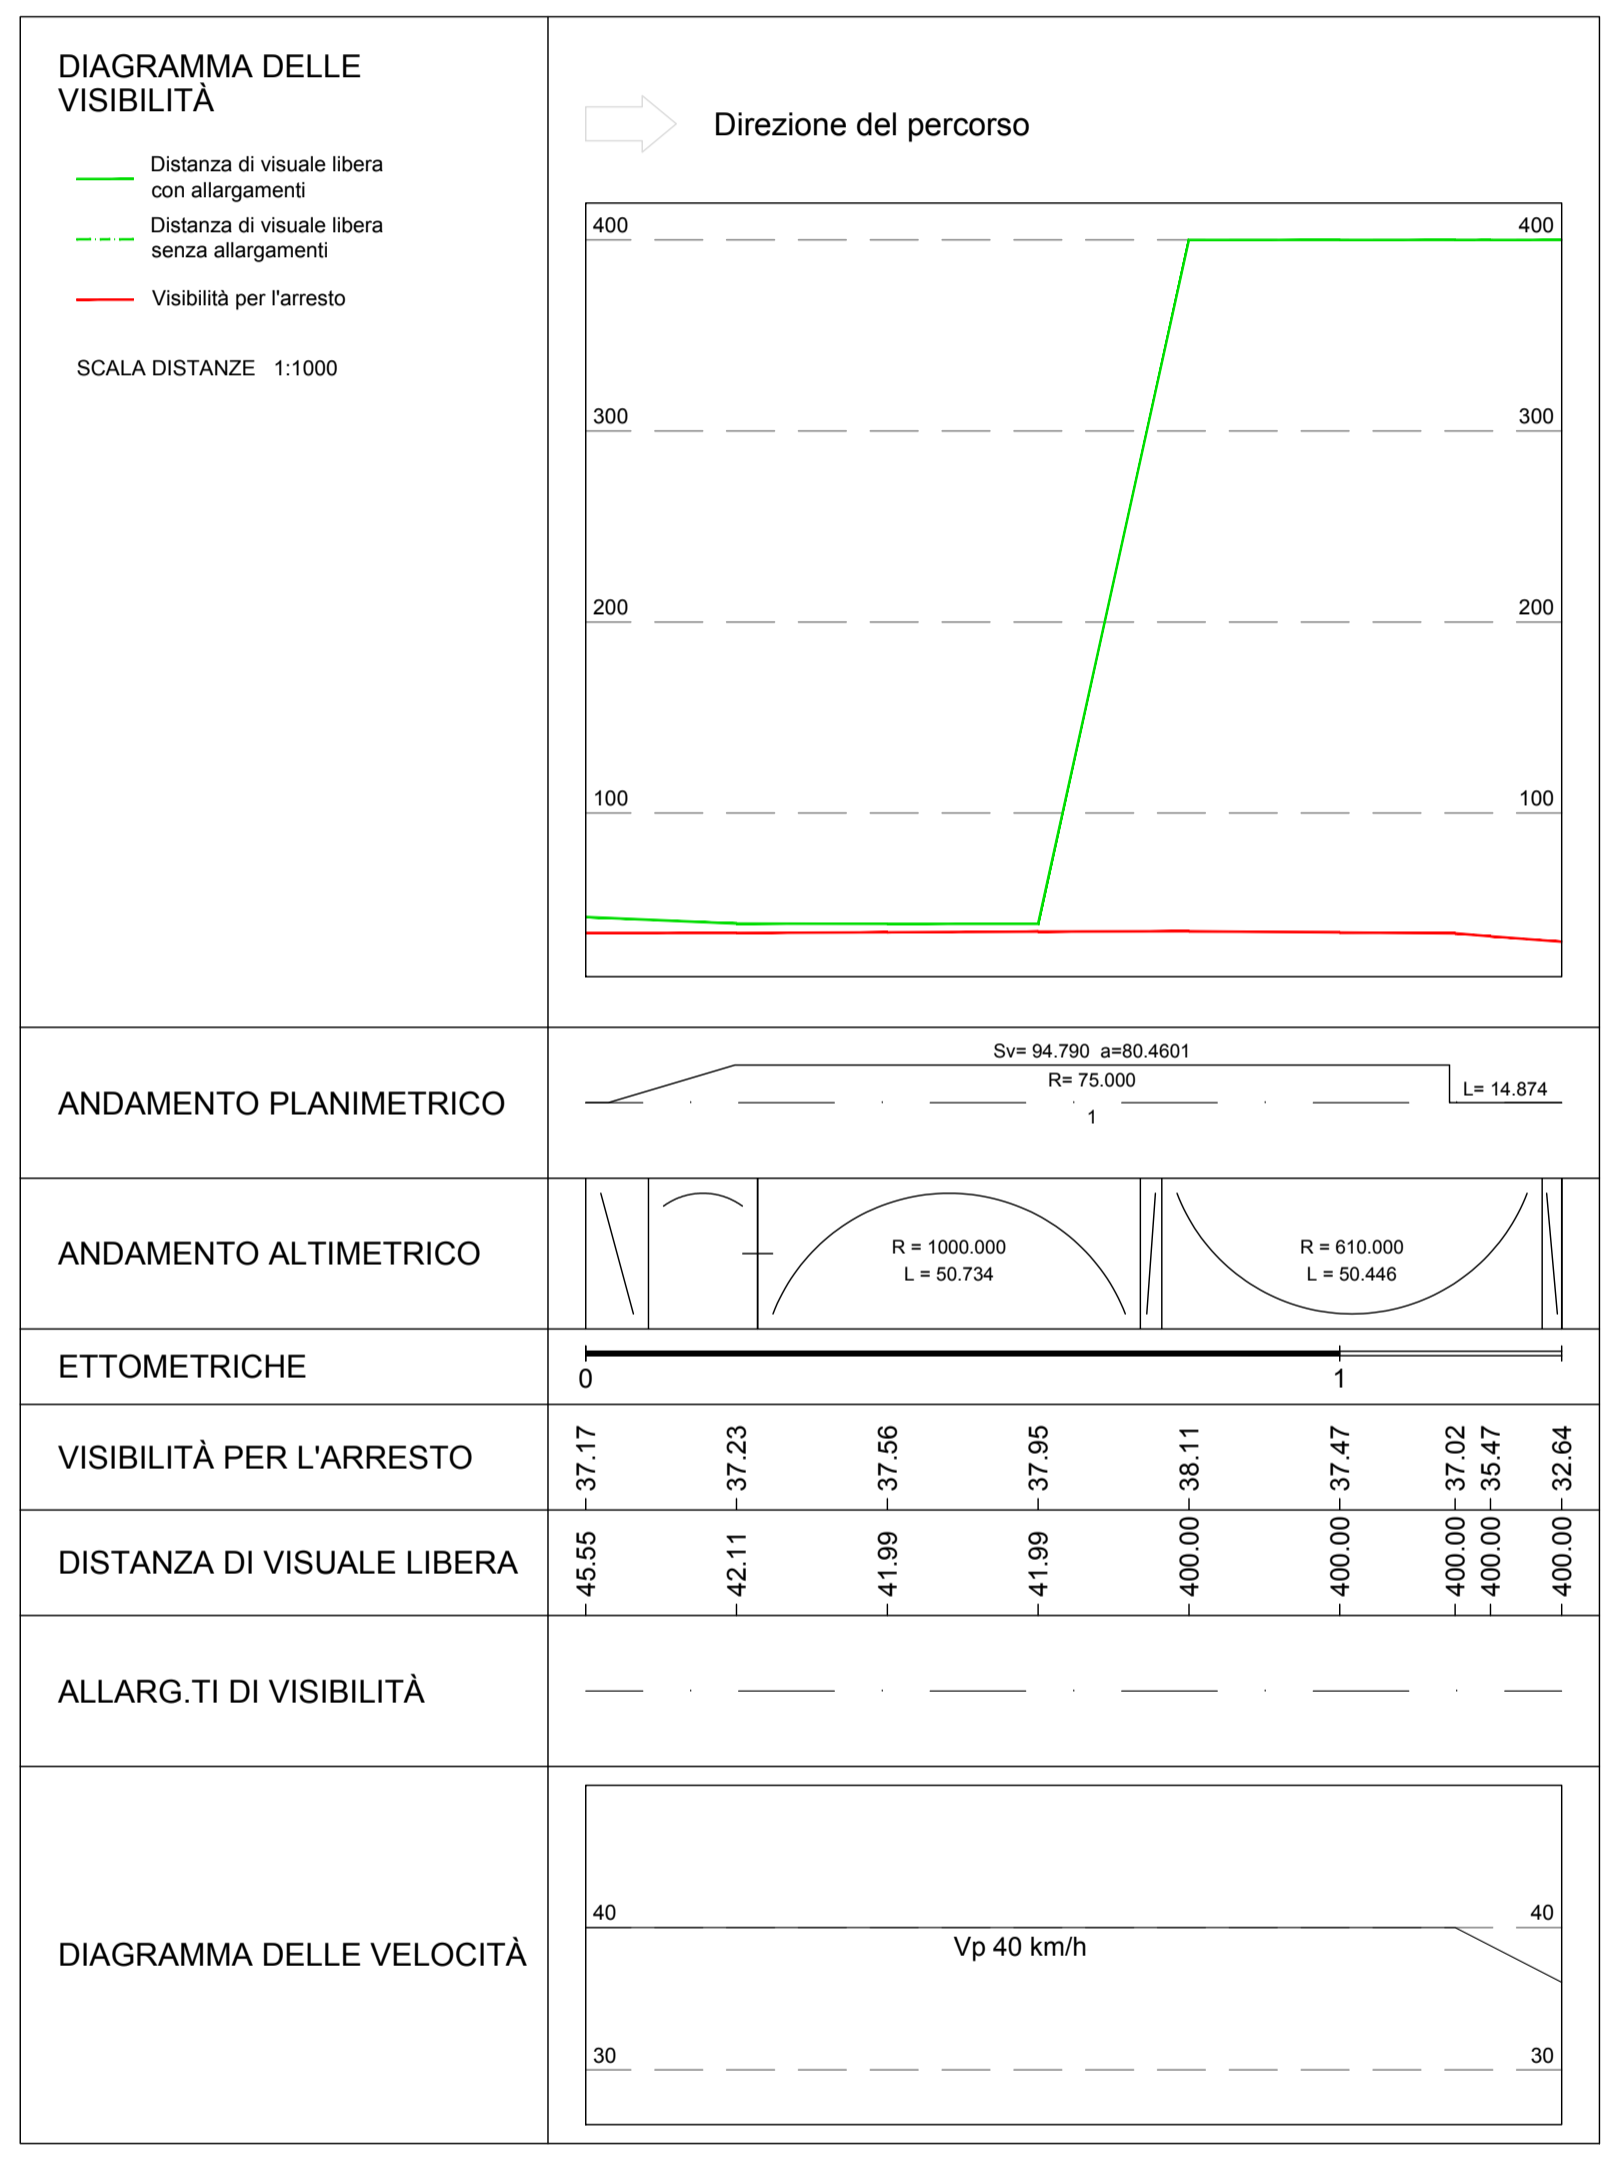 DIAGRAMMA DELLE
VISIBILITÀ
Distanza di visuale libera
con allargamenti
Distanza di visuale libera
senza allargamenti
Visibilità per l'arresto
SCALA DISTANZE 1:1000
Direzione del percorso
400 400
300 300
200 200
100 100
ANDAMENTO PLANIMETRICO
Sv= 94.790 a=80.4601
R= 75.000
L= 14.874
1
ANDAMENTO ALTIMETRICO
R = 1000.000
L = 50.734
R = 610.000
L = 50.446
ETTOMETRICHE
0 1
VISIBILITÀ PER L'ARRESTO
37.17 37.23 37.56 37.95 38.11 37.47 37.02 35.47 32.64
DISTANZA DI VISUALE LIBERA
45.55 42.11 41.99 41.99 400.00 400.00 400.00 400.00 400.00
ALLARG.TI DI VISIBILITÀ
DIAGRAMMA DELLE VELOCITÀ
40 40
Vp 40 km/h
30 30